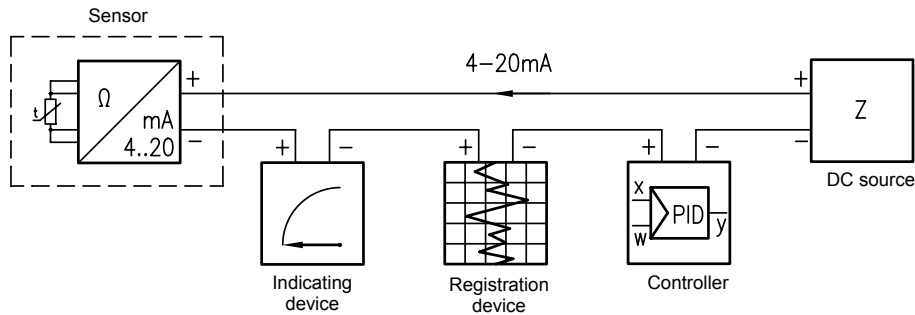 Sensor
4-20mA
+
+
t
Ω
mA
4..20
Z
-
+
-
+
-
+
-
-
x
PID
w
y
DC source
Indicating
device
Registration
device
Controller